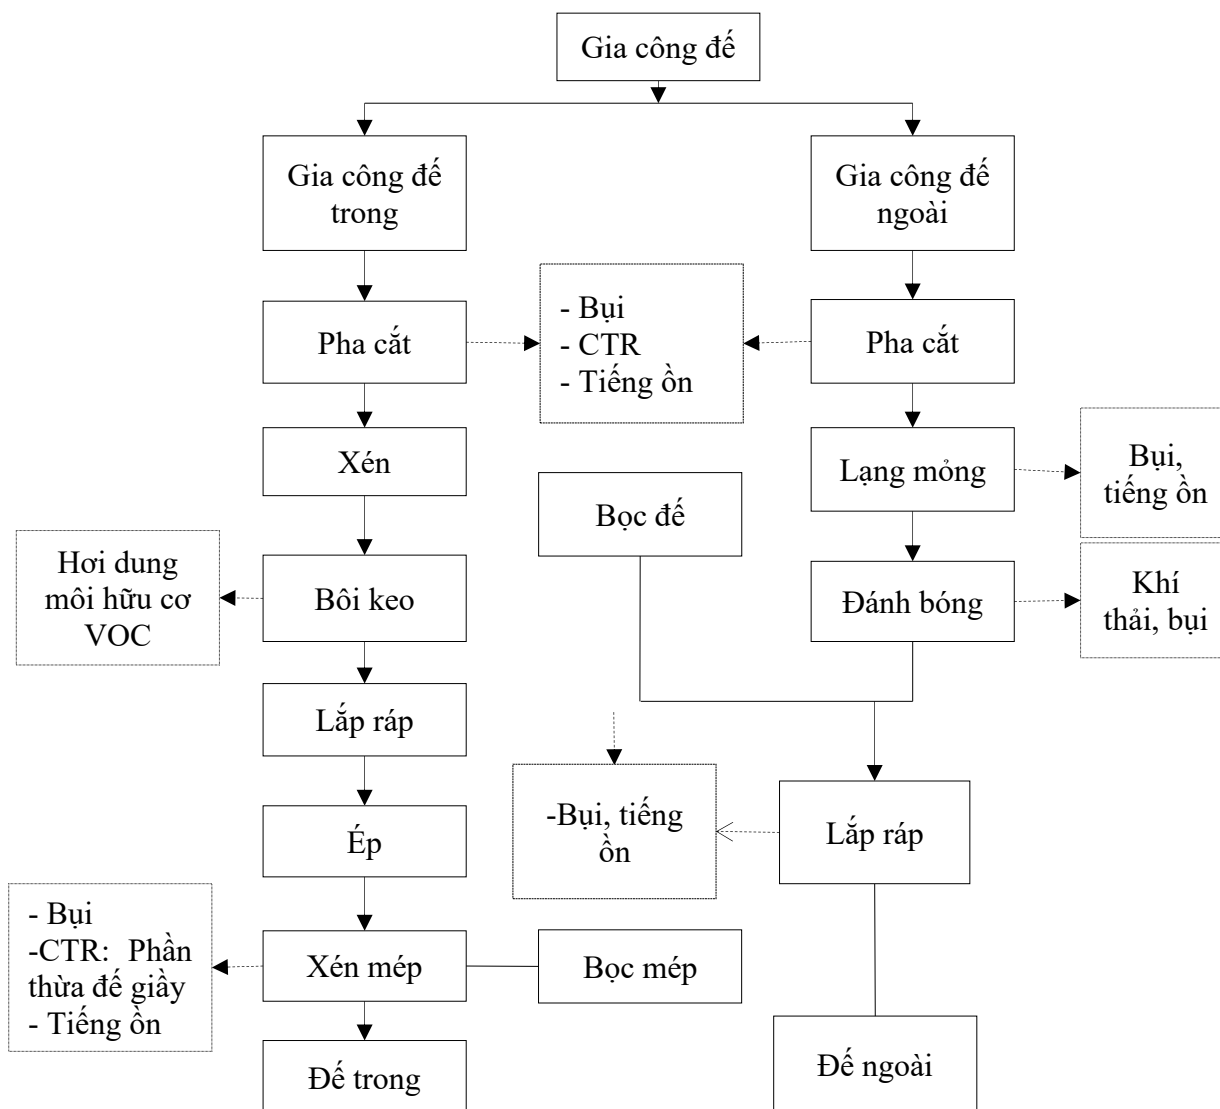 Gia công đế
Gia công đế
trong
Gia công đế
ngoài
Pha cắt
- Bụi
- CTR
- Tiếng ồn
Pha cắt
Xén
Lạng mỏng
Bụi,
tiếng ồn
Bọc đế
Hơi dung
môi hữu cơ
VOC
Bôi keo
Đánh bóng
Khí
thải, bụi
Lắp ráp
-Bụi, tiếng
ồn
Lắp ráp
Ép
- Bụi
-CTR: Phần
thừa đế giầy
- Tiếng ồn
Xén mép
Bọc mép
Đế trong
Đế ngoài